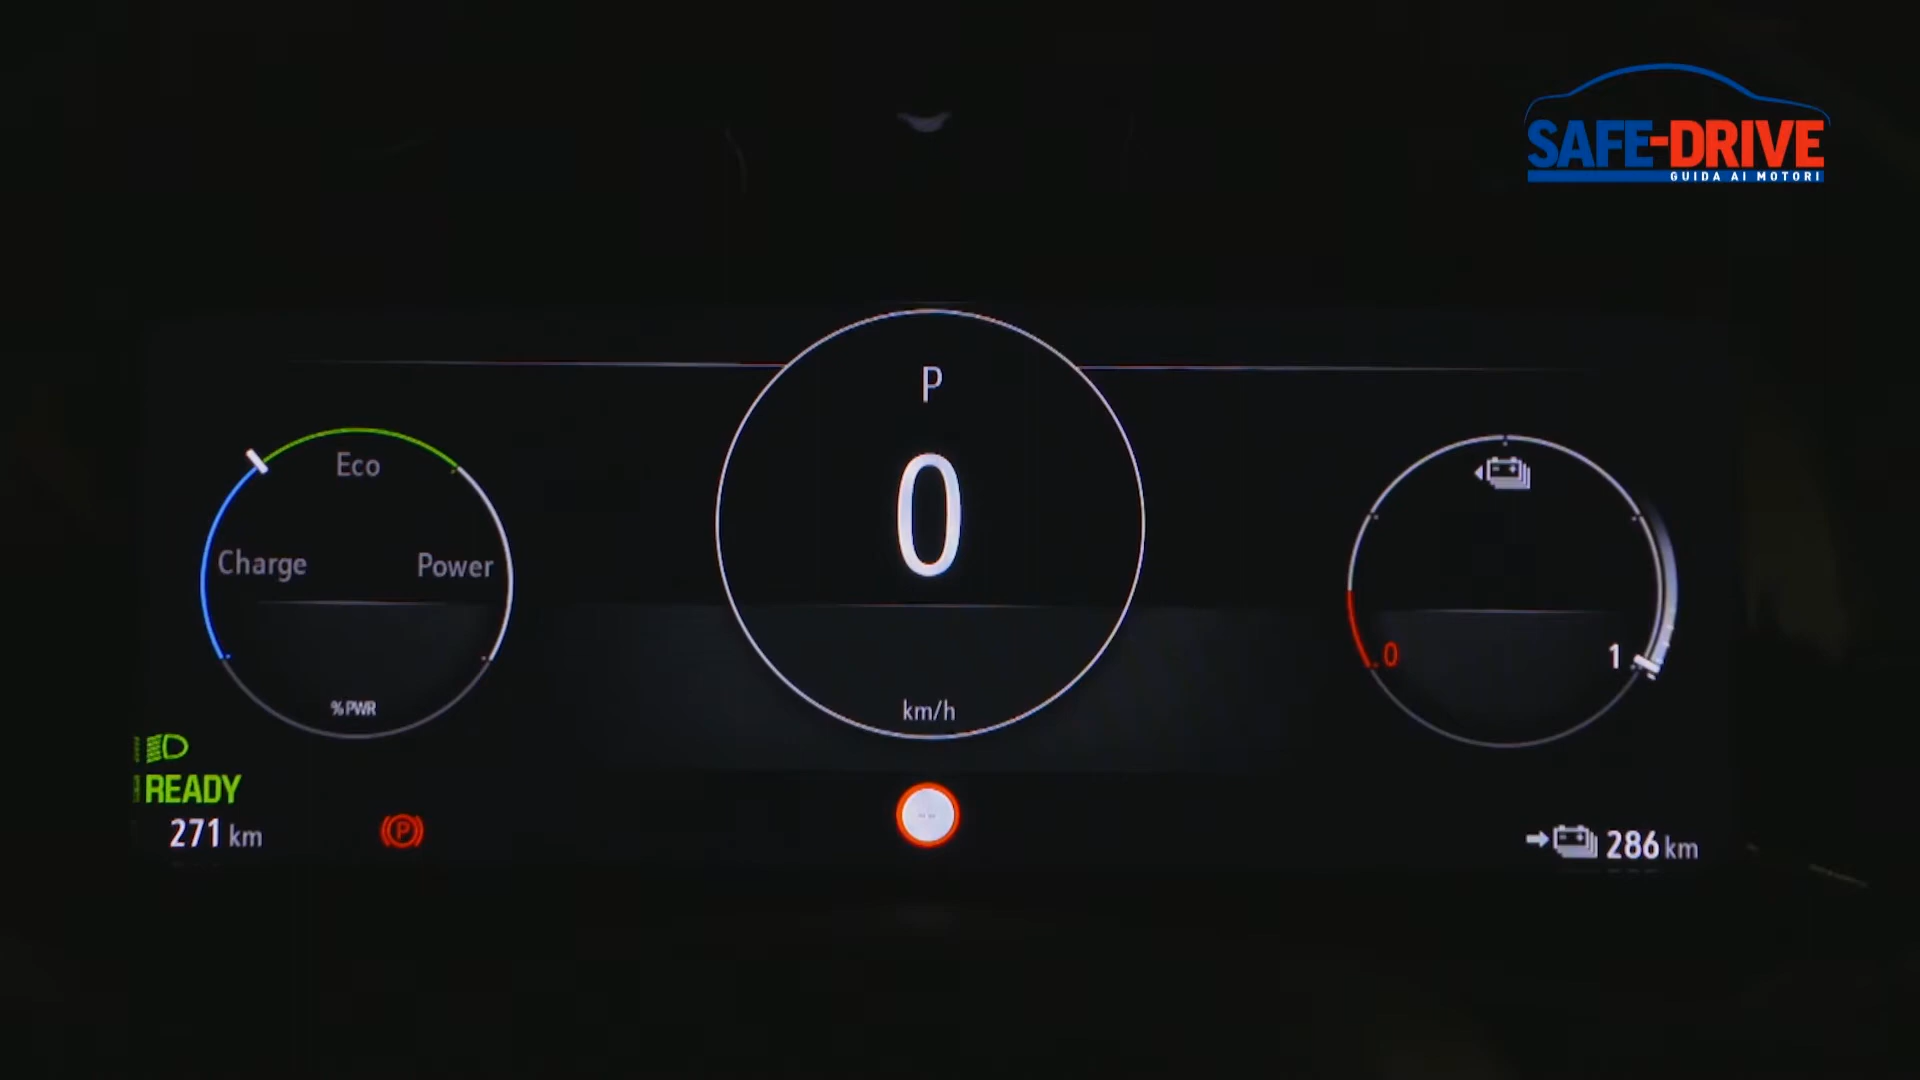 SAFE-DRIVE
GUIDA AI MOTORI
P
0
km/h
Eco
Charge
Power
%PWR
0
1
READY
271 km
P
286 km